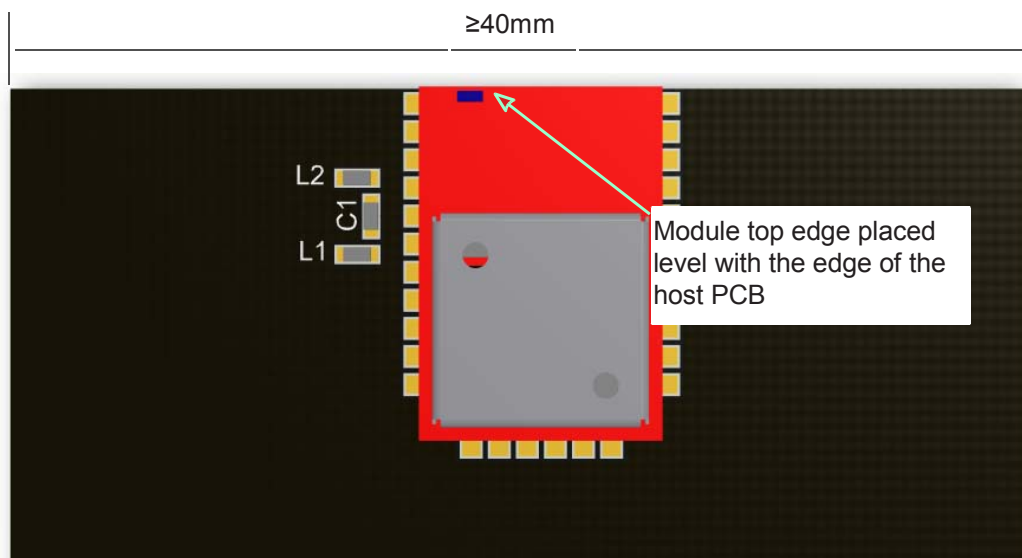 ≥40mm
L2
C1
L1
Module top edge placed
level with the edge of the
host PCB